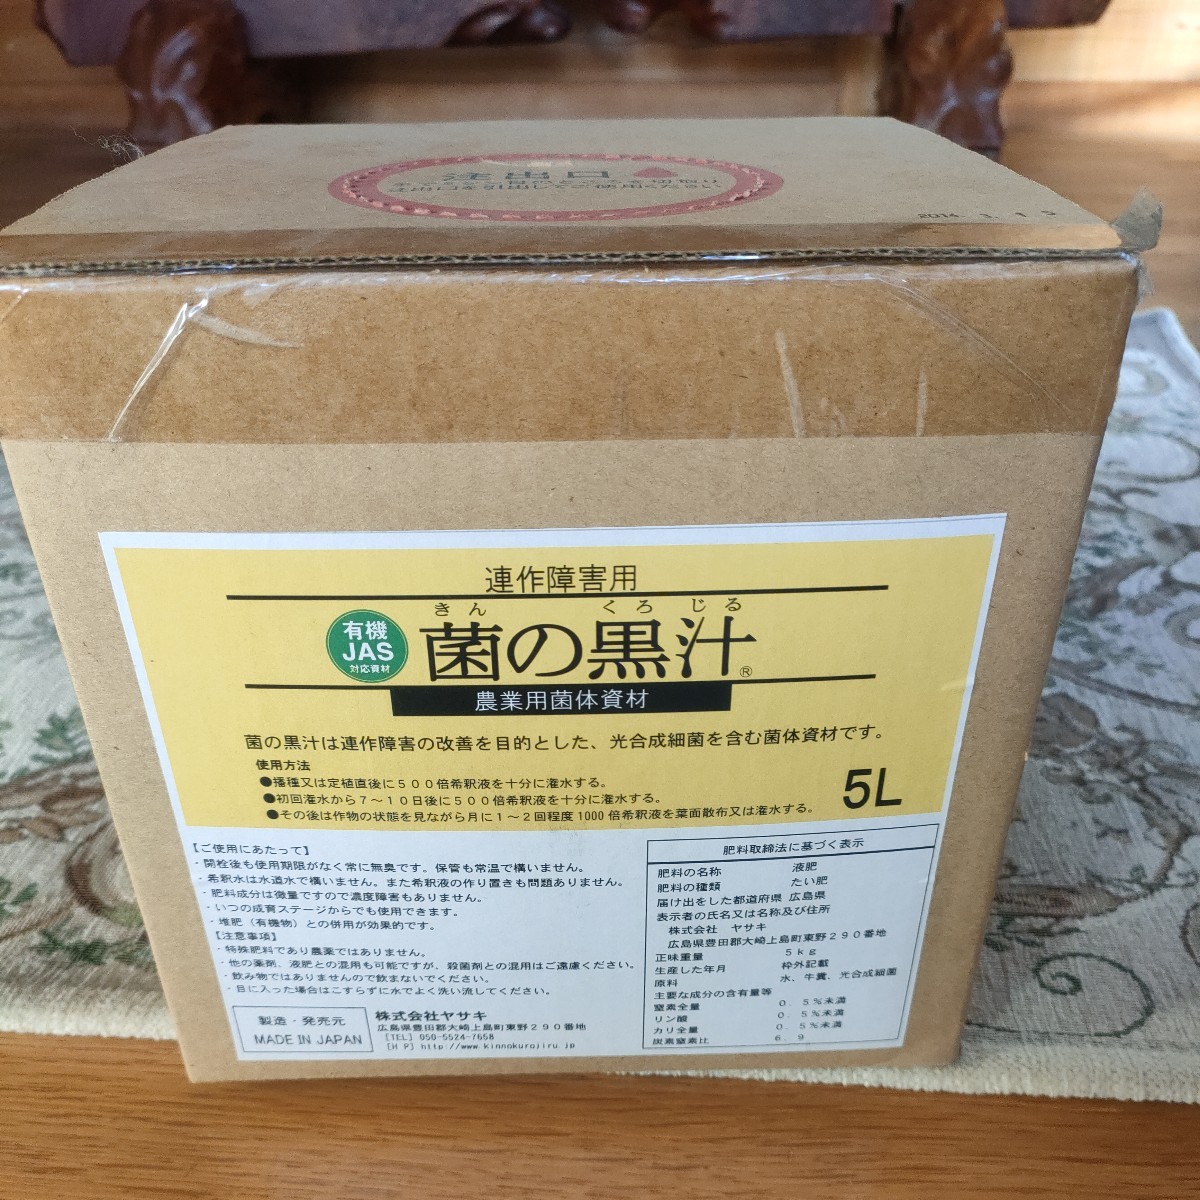 注出口
注出口を引出してご使用ください
連作障害用
きん くろ じる
有機
JAS
対応資材
菌の黒汁®
農業用菌体資材
菌の黒汁は連作障害の改善を目的とした、光合成細菌を含む菌体資材です。
使用方法
●播種又は定植直後に500倍希釈液を十分に潅水する。
●初回潅水から7～10日後に500倍希釈液を十分に潅水する。
●その後は作物の状態を見ながら月に1～2回程度1000倍希釈液を葉面散布又は潅水する。
5L
【ご使用にあたって】
・開栓後も使用期限がなく常に無臭です。保管も常温で構いません。
・希釈水は水道水で構いません。また希釈液の作り置きも問題ありません。
・肥料成分は微量ですので濃度障害もありません。
・いつの成育ステージからでも使用できます。
・堆肥（有機物）との併用が効果的です。
【注意事項】
・特殊肥料であり農薬ではありません。
・他の薬剤、液肥との混用も可能ですが、殺菌剤との混用はご遠慮ください。
・飲み物ではありませんので飲まないでください。
・目に入った場合はこすらずに水でよく洗い流してください。
製造・発売元
MADE IN JAPAN
株式会社ヤサキ
広島県豊田郡大崎上島町東野290番地
[TEL] 050-5524-7658
[H P] http://www.kinnokurojiru.jp
肥料取締法に基づく表示
肥料の名称 液肥
肥料の種類 たい肥
届け出をした都道府県 広島県
表示者の氏名又は名称及び住所
株式会社 ヤサキ
広島県豊田郡大崎上島町東野290番地
正味重量 5kg
生産した年月 枠外記載
原料 水、牛糞、光合成細菌
主要な成分の含有量等
窒素全量 0.5%未満
リン酸 0.5%未満
カリ全量 0.5%未満
炭素窒素比 6.9